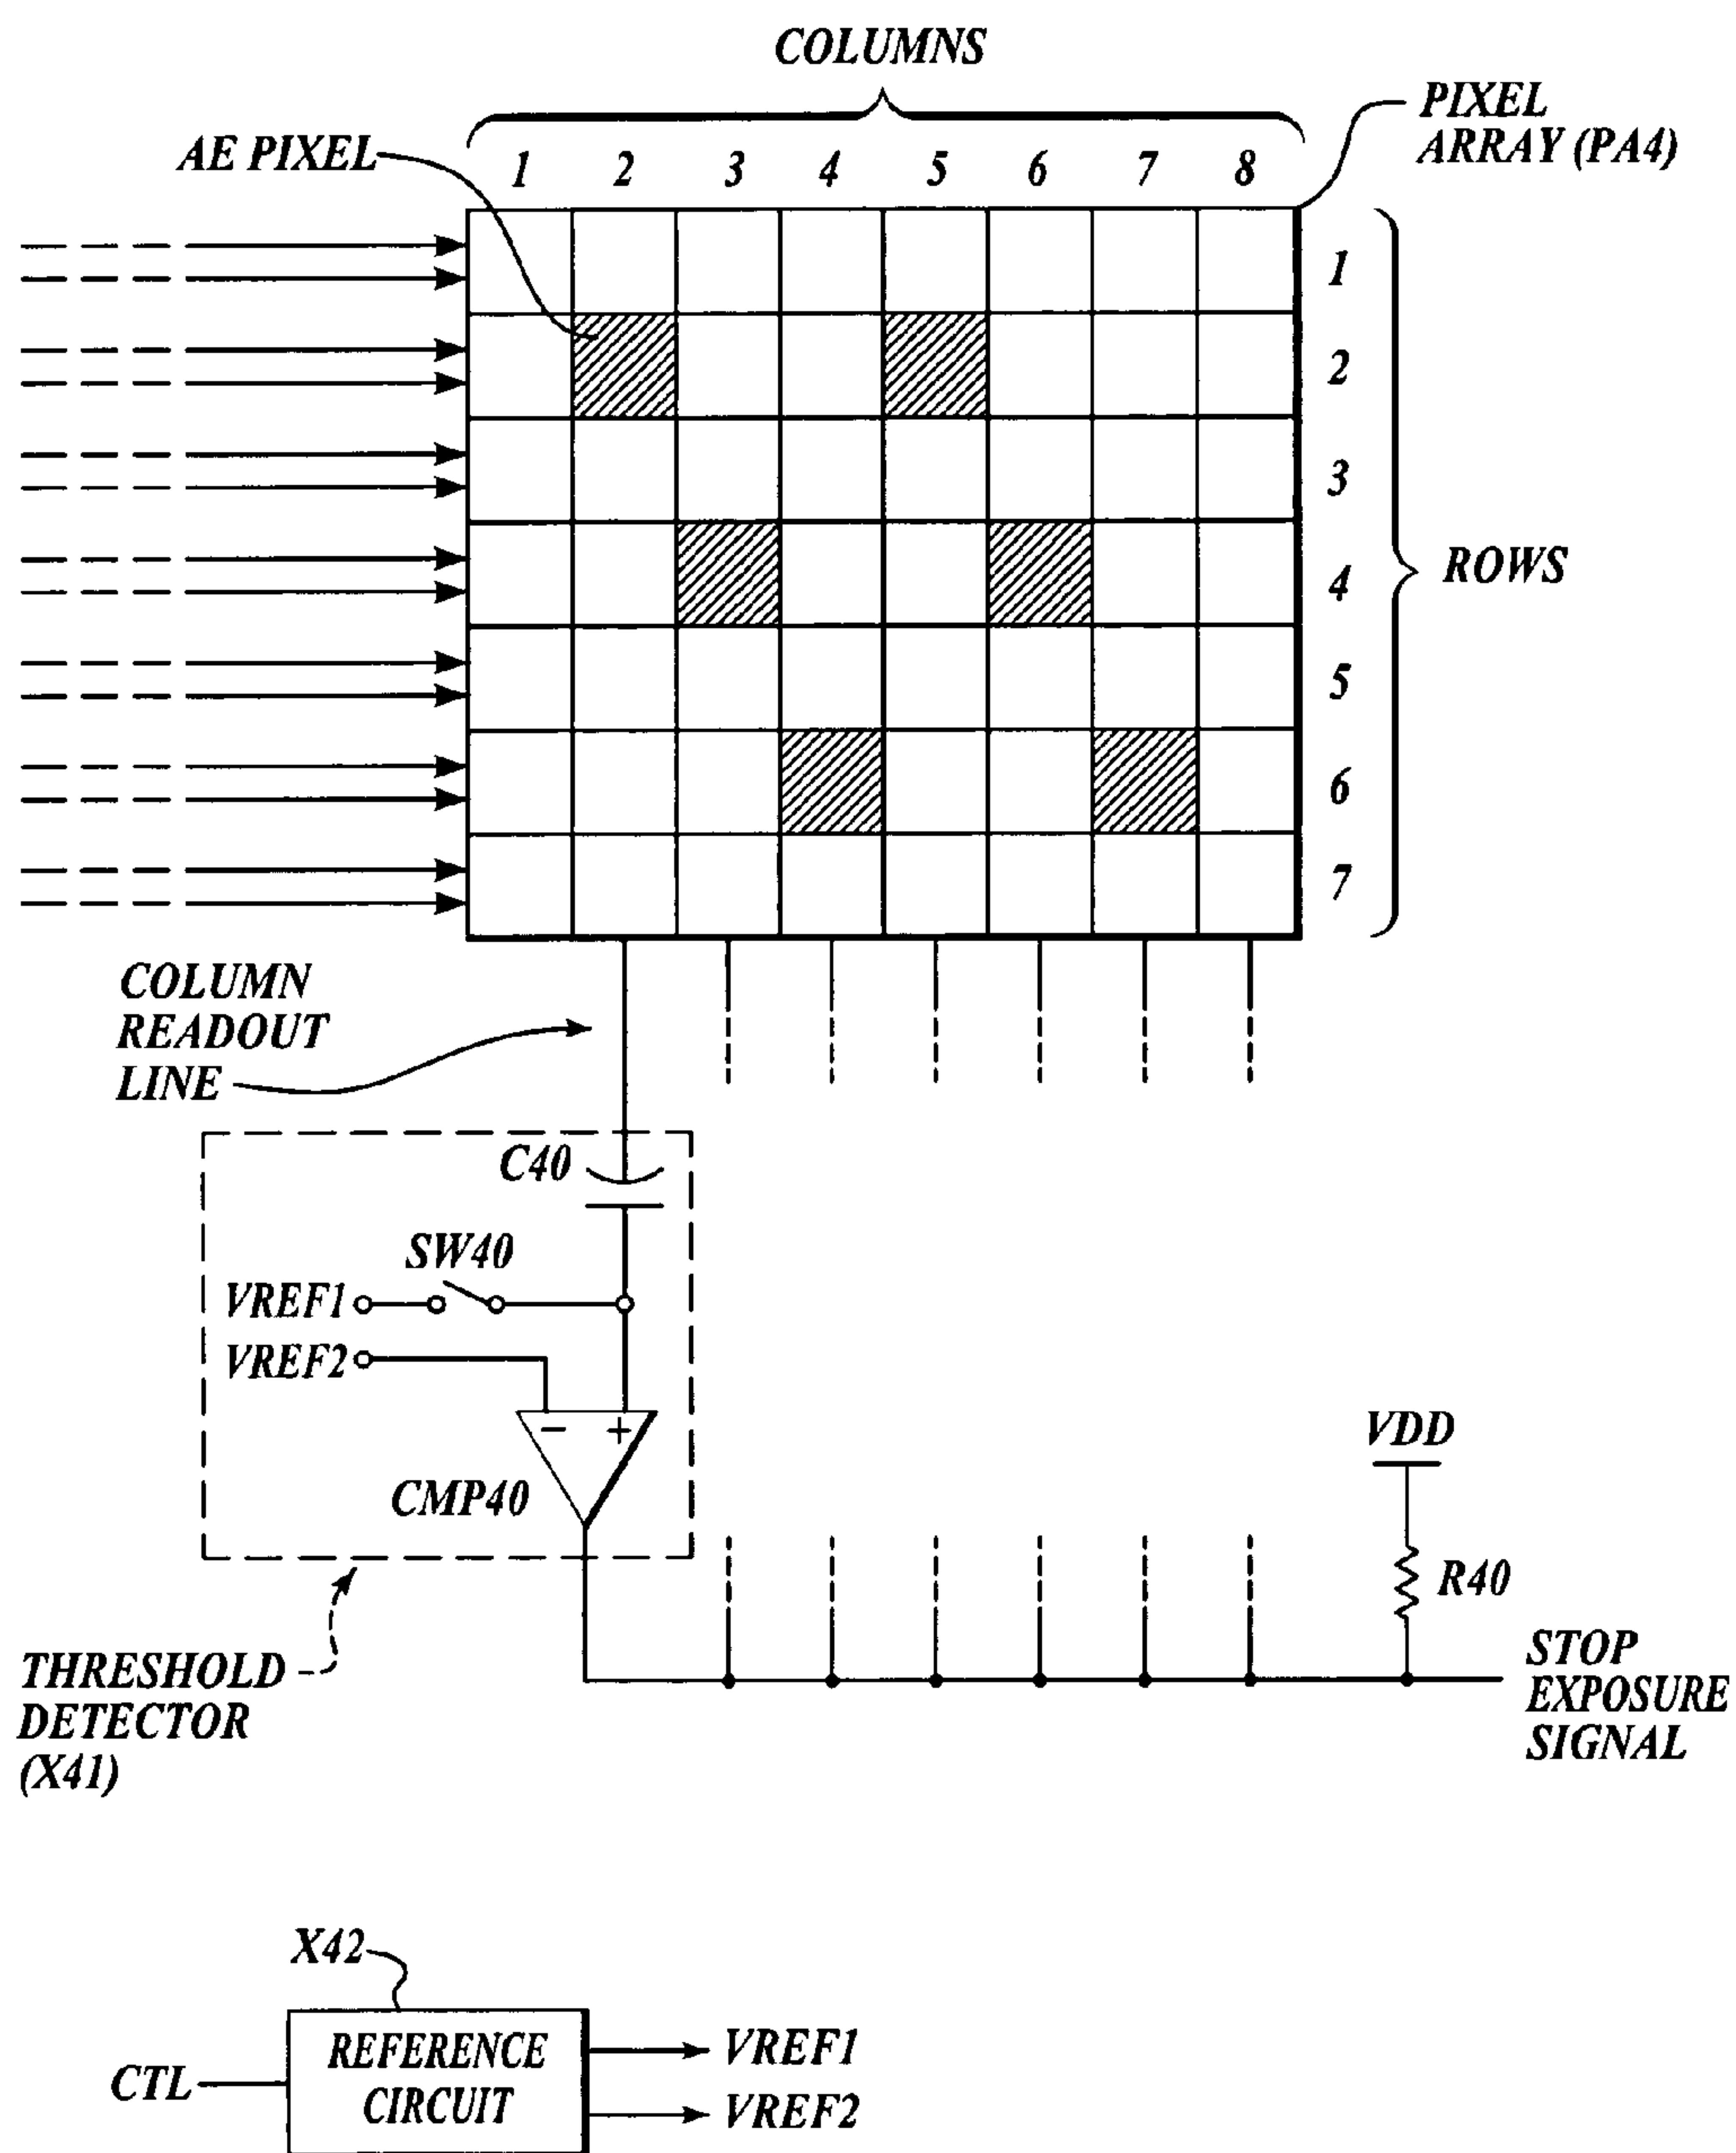 COLUMNS
PIXEL
ARRAY (PA4)
AE PIXEL
1 2 3 4 5 6 7 8
1
2
3
4
5
6
7
ROWS
COLUMN
READOUT
LINE
C40
SW40
VREF1
VREF2
- +
CMP40
VDD
R40
THRESHOLD
DETECTOR
(X41)
STOP
EXPOSURE
SIGNAL
X42
REFERENCE
CIRCUIT
CTL
VREF1
VREF2